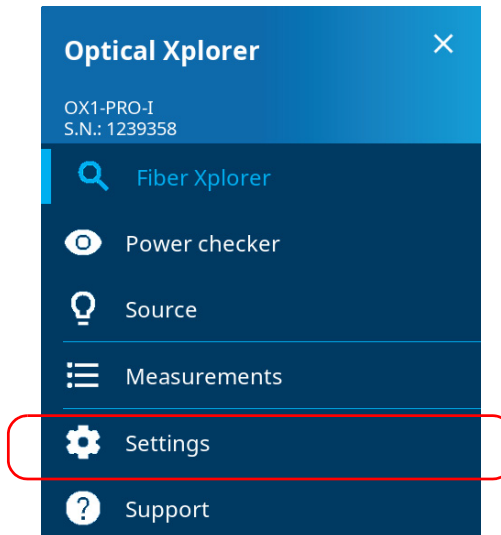 Optical Xplorer
OX1-PRO-I
S.N.: 1239358
Fiber Xplorer
Power checker
Source
Measurements
Settings
Support